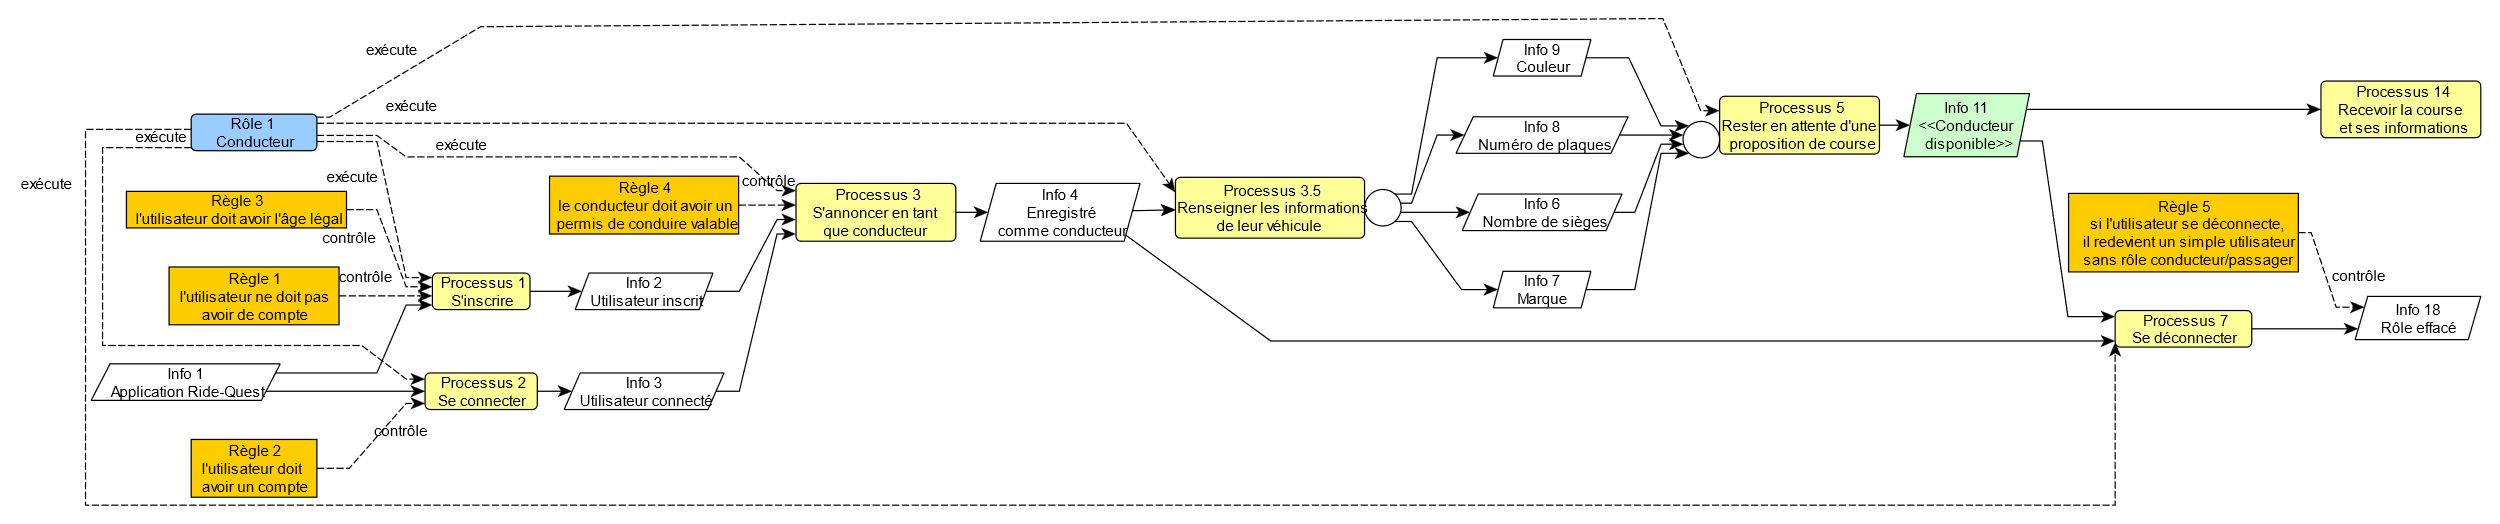 exécute
exécute
exécute
exécute
exécute
exécute
Rôle 1
Conducteur
Règle 3
l'utilisateur doit avoir l'âge légal
contrôle
Règle 1
l'utilisateur ne doit pas
avoir de compte
contrôle
Info 1
Application Ride-Quest
Règle 2
l'utilisateur doit
avoir un compte
contrôle
Processus 1
S'inscrire
Processus 2
Se connecter
Info 2
Utilisateur inscrit
Info 3
Utilisateur connecté
Règle 4
le conducteur doit avoir un
permis de conduire valable
contrôle
Processus 3
S'annoncer en tant
que conducteur
Info 4
Enregistré
comme conducteur
Processus 3.5
Renseigner les informations
de leur véhicule
Info 9
Couleur
Info 8
Numéro de plaques
Info 6
Nombre de sièges
Info 7
Marque
Processus 5
Rester en attente d'une
proposition de course
Info 11
<<Conducteur
disponible>>
Processus 14
Recevoir la course
et ses informations
Règle 5
si l'utilisateur se déconnecte,
il redevient un simple utilisateur
sans rôle conducteur/passager
contrôle
Processus 7
Se déconnecter
Info 18
Rôle effacé